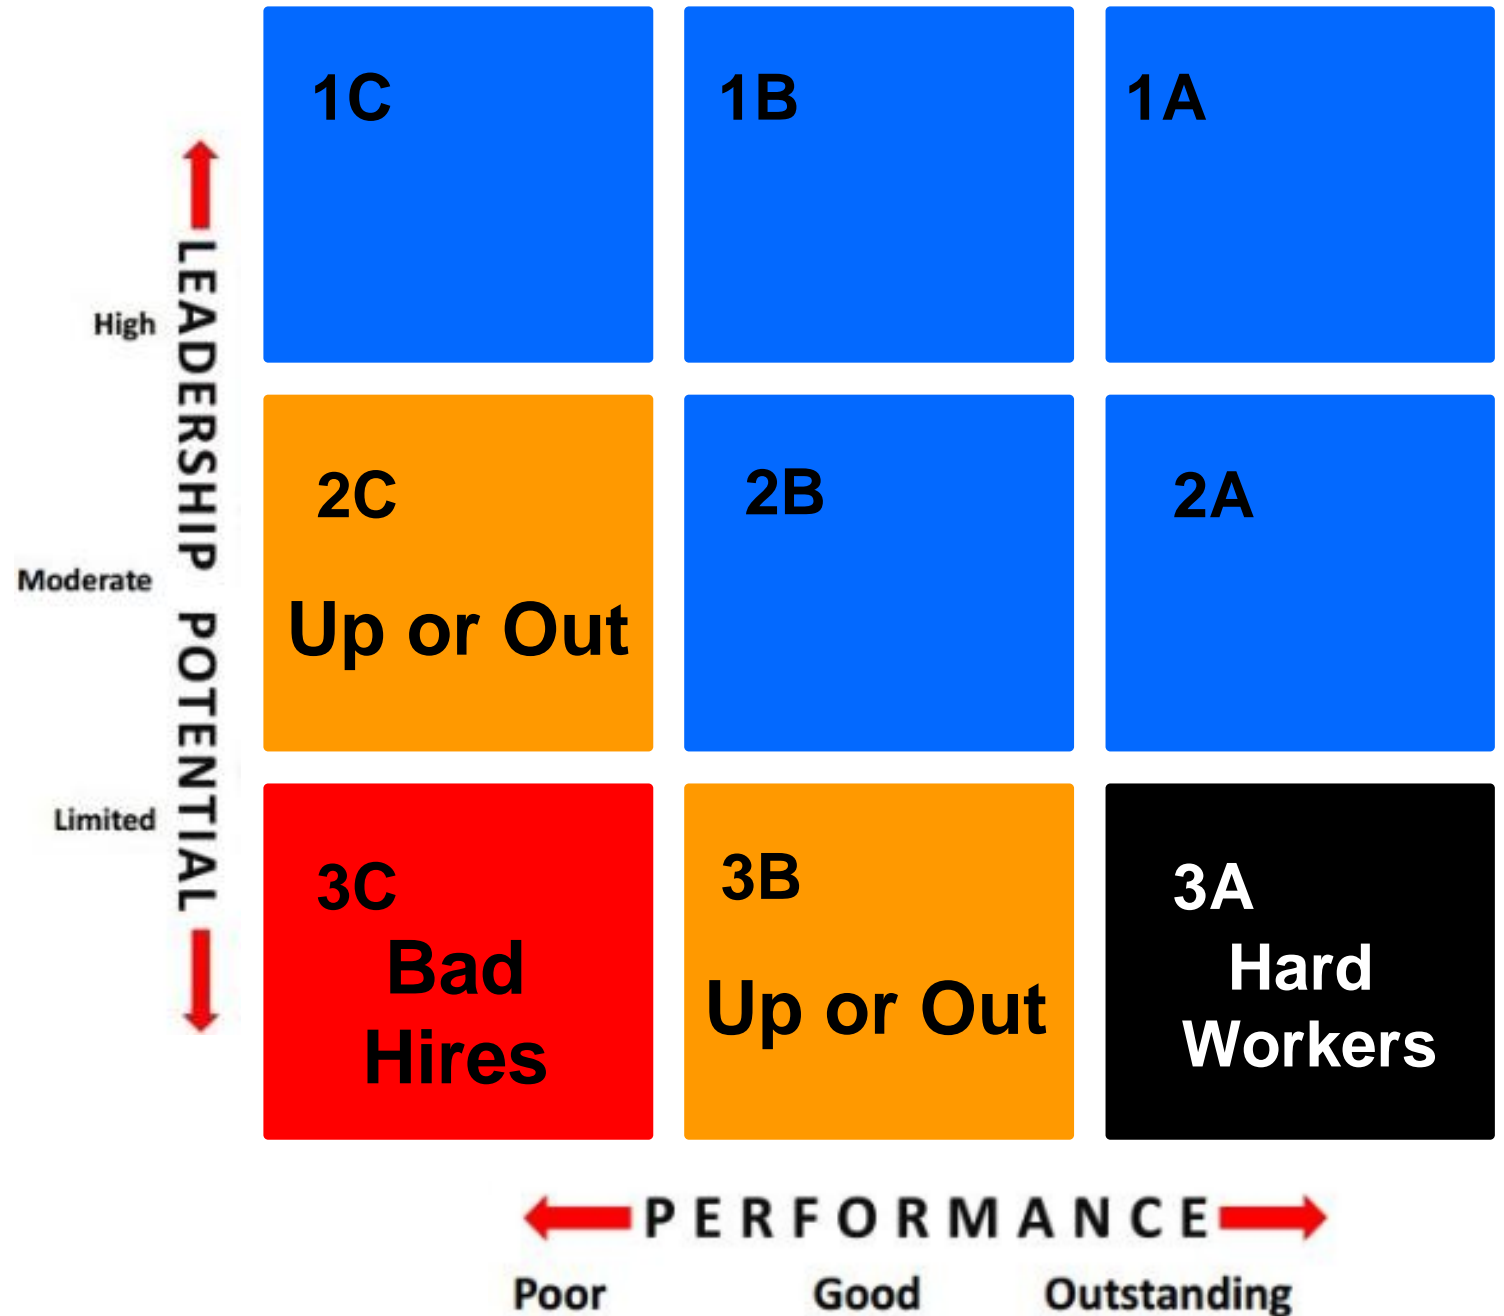 1C
1B
1A
High
LEADERSHIP POTENTIAL
2C
2B
2A
Moderate
Up or Out
Limited
3C
3B
3A
Bad
Hires
Up or Out
Hard
Workers
PERFORMANCE
Poor
Good
Outstanding